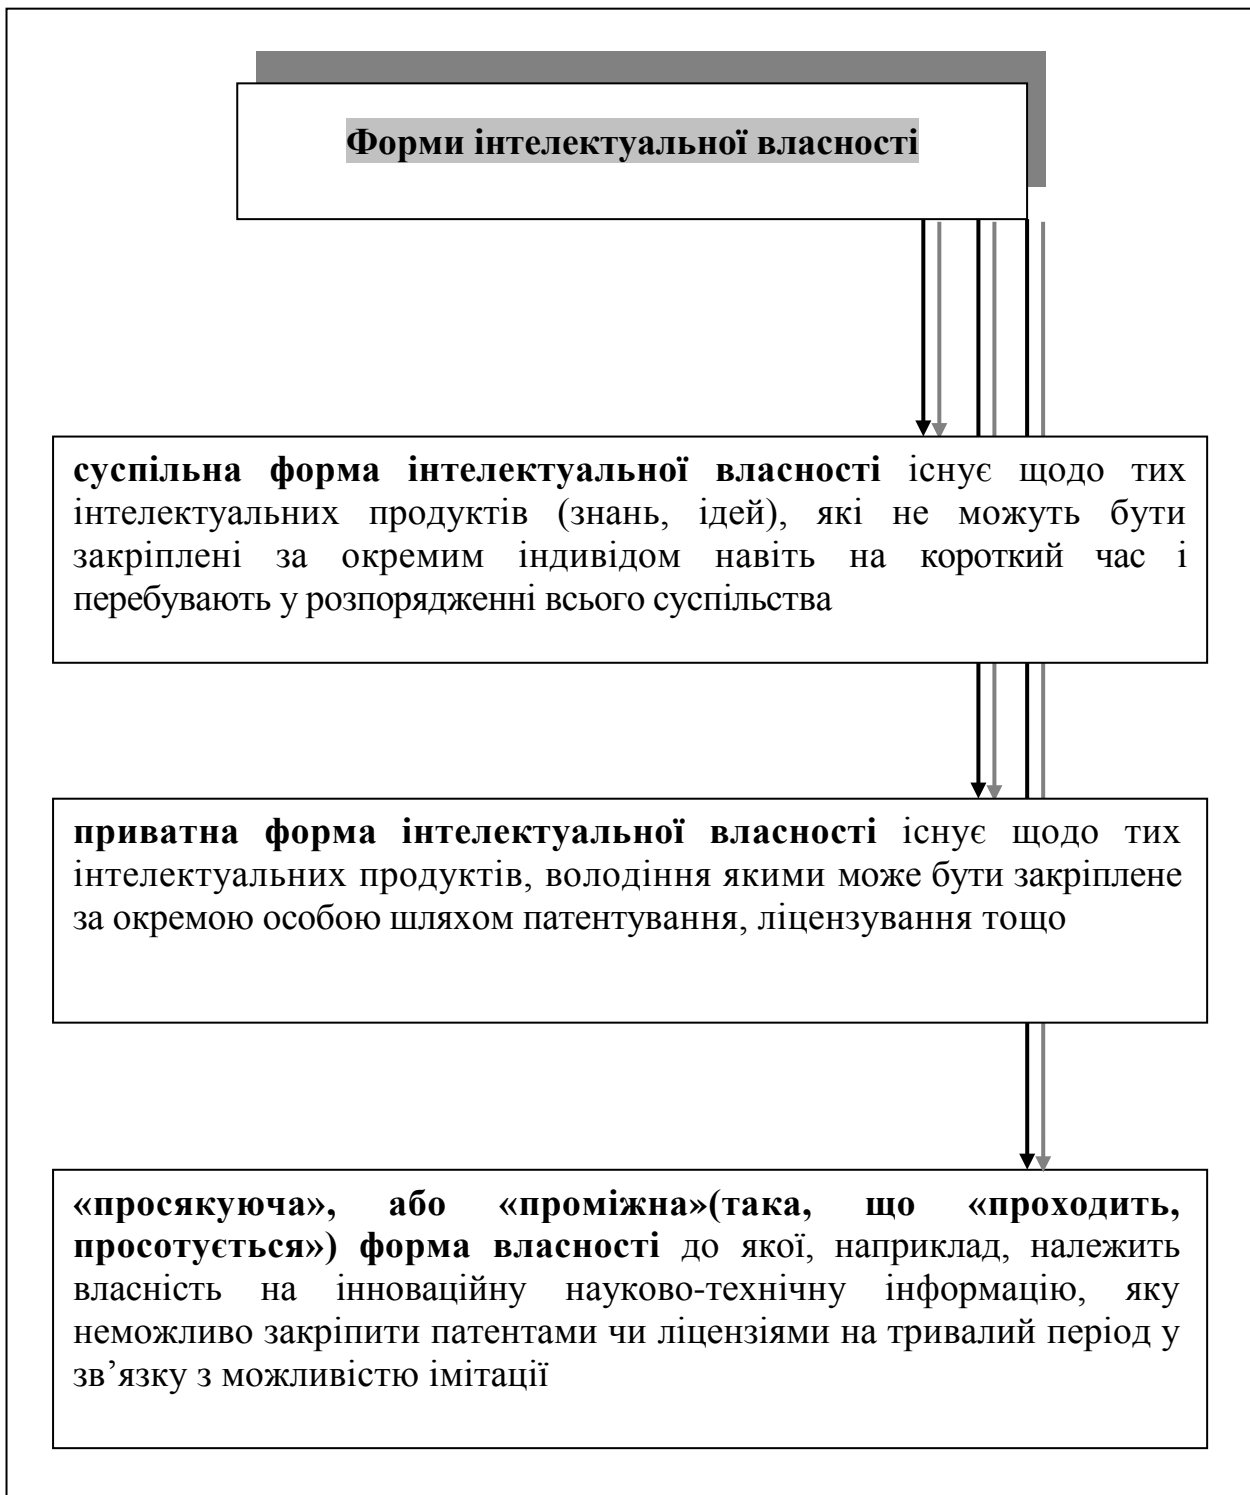 Форми інтелектуальної власності
суспільна форма інтелектуальної власності існує щодо тих
інтелектуальних продуктів (знань, ідей), які не можуть бути
закріплені за окремим індивідом навіть на короткий час і
перебувають у розпорядженні всього суспільства
приватна форма інтелектуальної власності існує щодо тих
інтелектуальних продуктів, володіння якими може бути закріплене
за окремою особою шляхом патентування, ліцензування тощо
«просякуюча», або «проміжна»(така, що «проходить,
просотується») форма власності до якої, наприклад, належить
власність на інноваційну науково-технічну інформацію, яку
неможливо закріпити патентами чи ліцензіями на тривалий період у
зв’язку з можливістю імітації